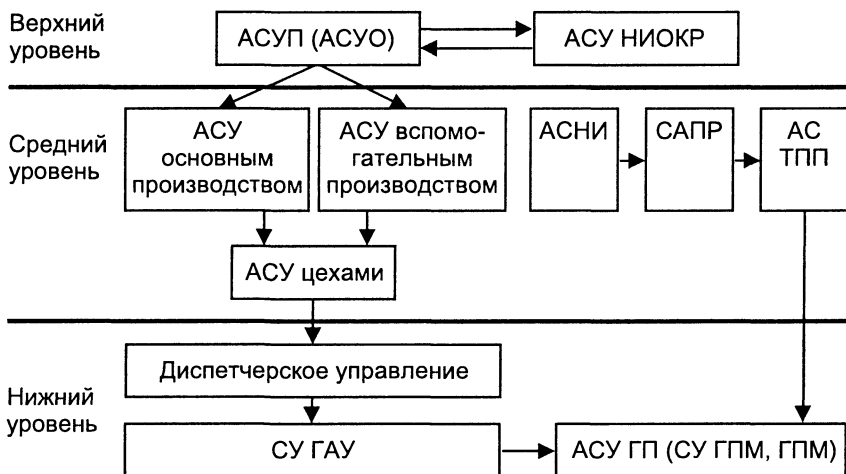 Верхний
уровень
АСУП (АСУО)
АСУ НИОКР
Средний
уровень
АСУ
основным
производством
АСУ вспомо-
гательным
производством
АСНИ
САПР
АС
ТПП
АСУ цехами
Нижний
уровень
Диспетчерское управление
СУ ГАУ
АСУ ГП (СУ ГПМ, ГПМ)